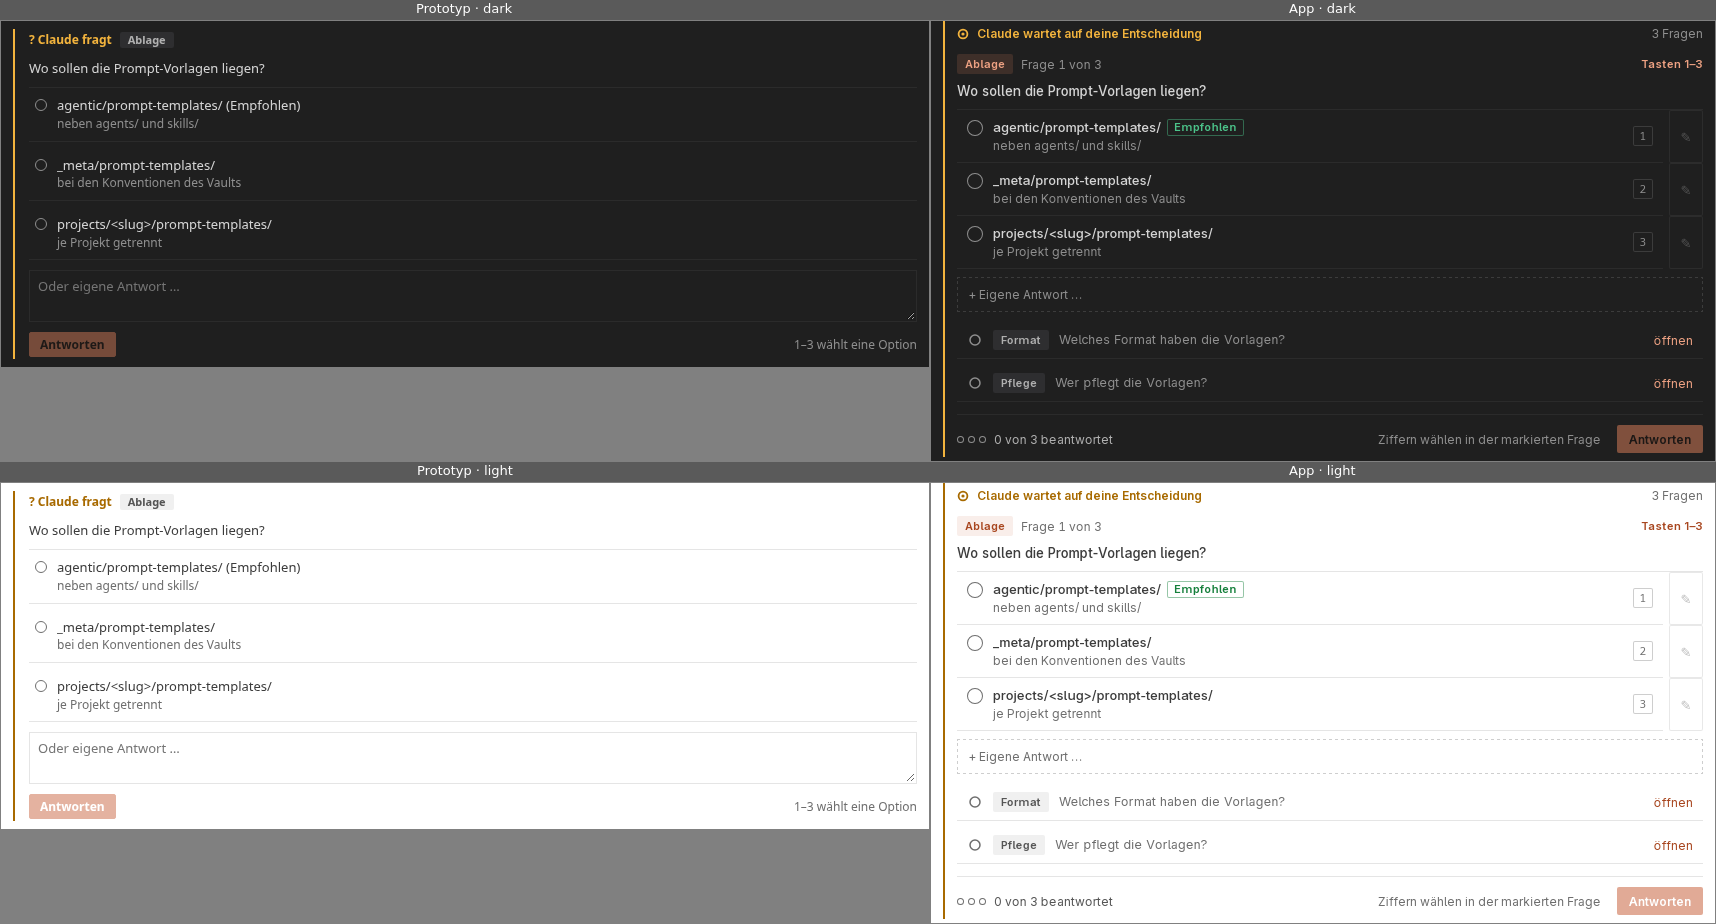 Prototyp · dark
? Claude fragt Ablage
Wo sollen die Prompt-Vorlagen liegen?
agentic/prompt-templates/ (Empfohlen)
neben agents/ und skills/
_meta/prompt-templates/
bei den Konventionen des Vaults
projects/<slug>/prompt-templates/
je Projekt getrennt
Oder eigene Antwort ...
Antworten 1–3 wählt eine Option
App · dark
Claude wartet auf deine Entscheidung 3 Fragen
Ablage Frage 1 von 3 Tasten 1–3
Wo sollen die Prompt-Vorlagen liegen?
agentic/prompt-templates/ Empfohlen 1 ✎
neben agents/ und skills/
_meta/prompt-templates/ 2 ✎
bei den Konventionen des Vaults
projects/<slug>/prompt-templates/ 3 ✎
je Projekt getrennt
+ Eigene Antwort ...
Format Welches Format haben die Vorlagen? öffnen
Pflege Wer pflegt die Vorlagen? öffnen
0 von 3 beantwortet Ziffern wählen in der markierten Frage Antworten
Prototyp · light
? Claude fragt Ablage
Wo sollen die Prompt-Vorlagen liegen?
agentic/prompt-templates/ (Empfohlen)
neben agents/ und skills/
_meta/prompt-templates/
bei den Konventionen des Vaults
projects/<slug>/prompt-templates/
je Projekt getrennt
Oder eigene Antwort ...
Antworten 1–3 wählt eine Option
App · light
Claude wartet auf deine Entscheidung 3 Fragen
Ablage Frage 1 von 3 Tasten 1–3
Wo sollen die Prompt-Vorlagen liegen?
agentic/prompt-templates/ Empfohlen 1 ✎
neben agents/ und skills/
_meta/prompt-templates/ 2 ✎
bei den Konventionen des Vaults
projects/<slug>/prompt-templates/ 3 ✎
je Projekt getrennt
+ Eigene Antwort ...
Format Welches Format haben die Vorlagen? öffnen
Pflege Wer pflegt die Vorlagen? öffnen
0 von 3 beantwortet Ziffern wählen in der markierten Frage Antworten